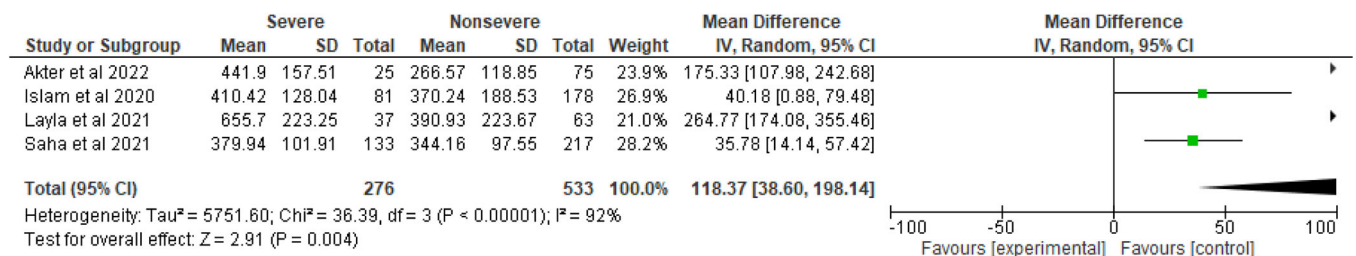 Severe Nonsevere Mean Difference Mean Difference
Study or Subgroup Mean SD Total Mean SD Total Weight IV, Random, 95% CI IV, Random, 95% CI
Akter et al 2022 441.9 157.51 25 266.57 118.85 75 23.9% 175.33 [107.98, 242.68]
Islam et al 2020 410.42 128.04 81 370.24 188.53 178 26.9% 40.18 [0.88, 79.48]
Layla et al 2021 655.7 223.25 37 390.93 223.67 63 21.0% 264.77 [174.08, 355.46]
Saha et al 2021 379.94 101.91 133 344.16 97.55 217 28.2% 35.78 [14.14, 57.42]
Total (95% CI) 276 533 100.0% 118.37 [38.60, 198.14]
Heterogeneity: Tau² = 5751.60; Chi² = 36.39, df = 3 (P < 0.00001); I² = 92%
Test for overall effect: Z = 2.91 (P = 0.004)
-100 -50 0 50 100
Favours [experimental] Favours [control]